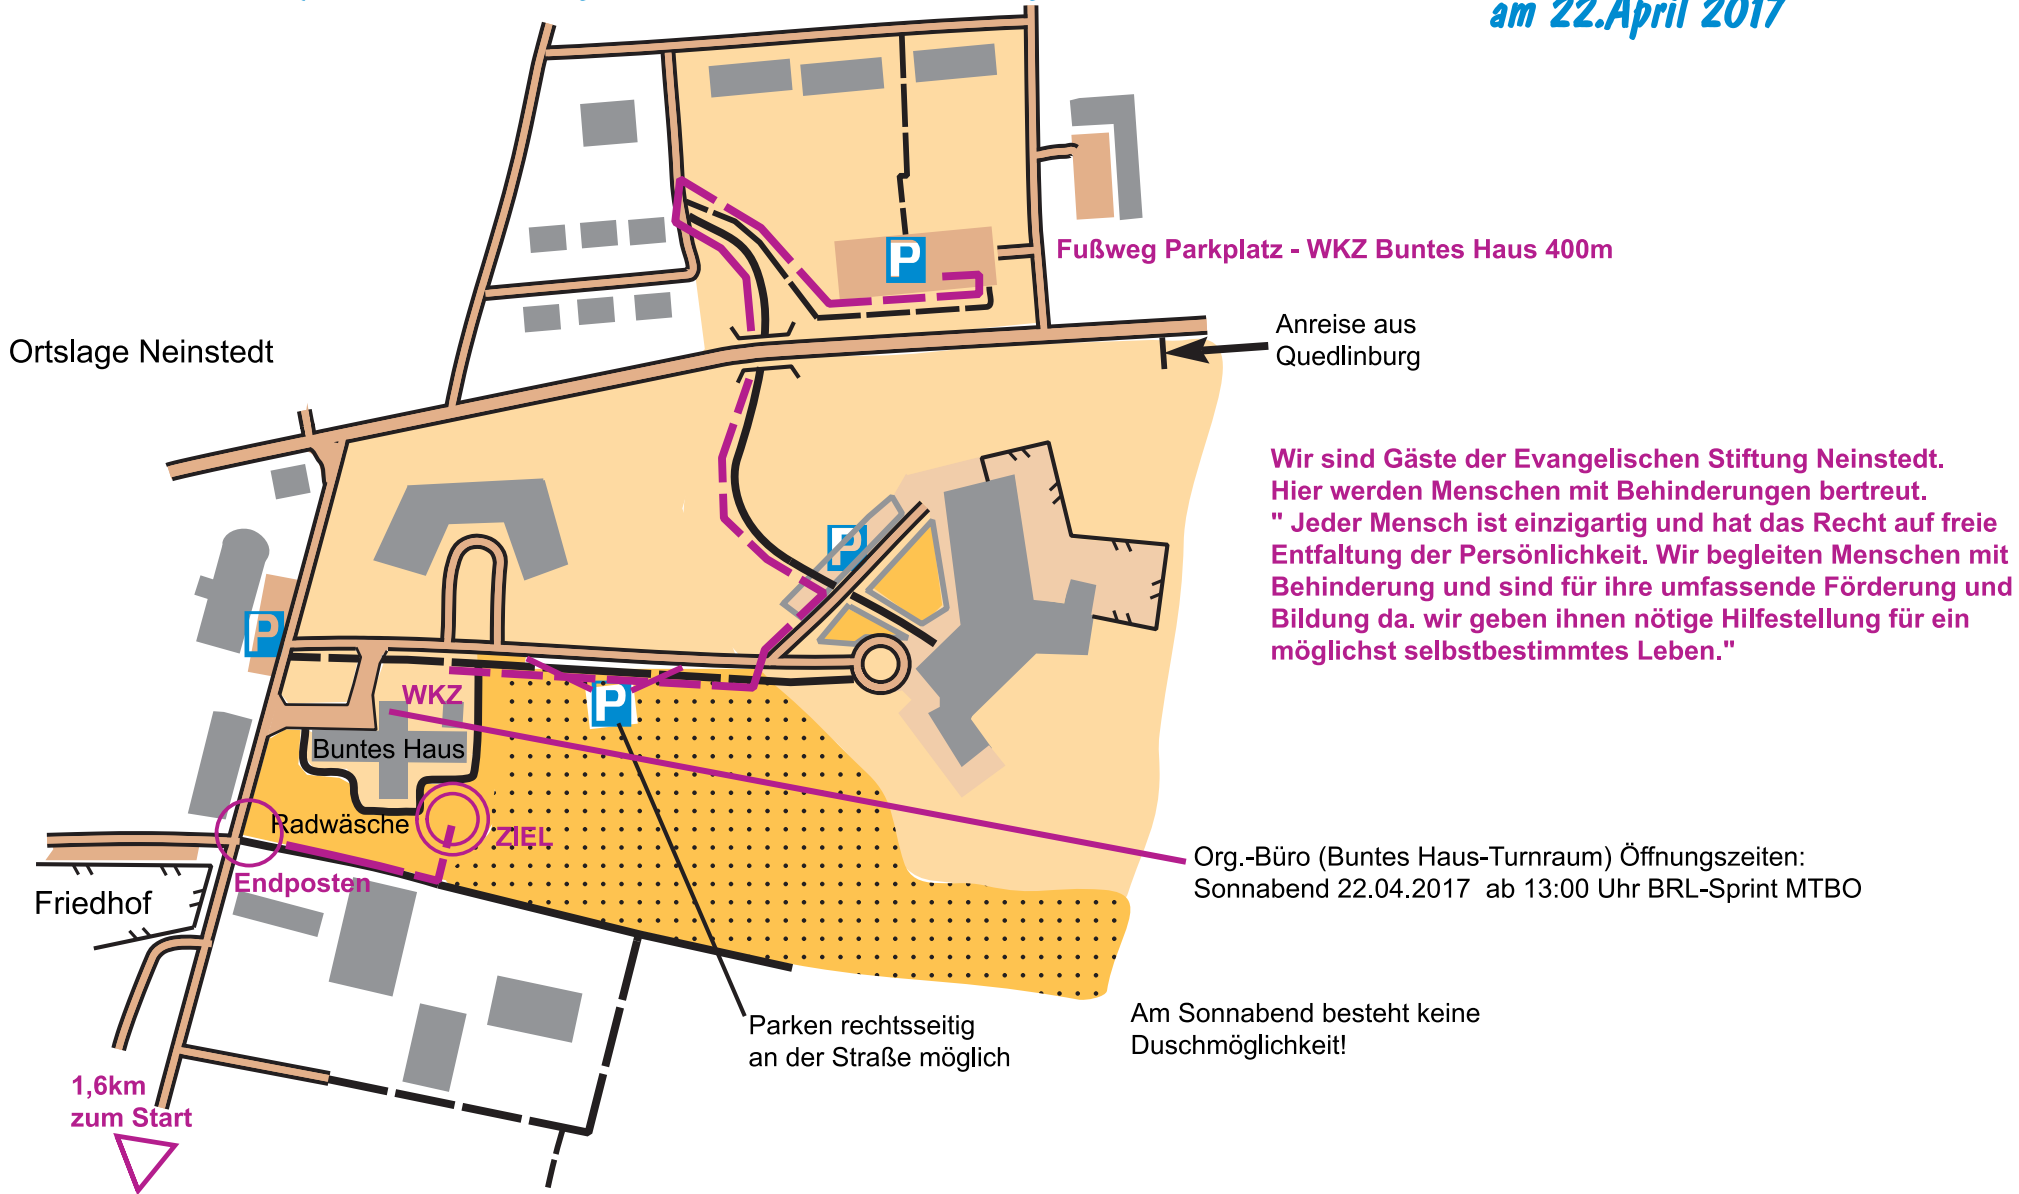 am 22.April 2017
P
Fußweg Parkplatz - WKZ Buntes Haus 400m
Anreise aus
Quedlinburg
Ortslage Neinstedt
Wir sind Gäste der Evangelischen Stiftung Neinstedt.
Hier werden Menschen mit Behinderungen bertreut.
" Jeder Mensch ist einzigartig und hat das Recht auf freie
Entfaltung der Persönlichkeit. Wir begleiten Menschen mit
Behinderung und sind für ihre umfassende Förderung und
Bildung da. wir geben ihnen nötige Hilfestellung für ein
möglichst selbstbestimmtes Leben."
P
P
WKZ
P
Buntes Haus
Radwäsche
ZIEL
Endposten
Friedhof
Org.-Büro (Buntes Haus-Turnraum) Öffnungszeiten:
Sonnabend 22.04.2017  ab 13:00 Uhr BRL-Sprint MTBO
Parken rechtsseitig
an der Straße möglich
Am Sonnabend besteht keine
Duschmöglichkeit!
1,6km
zum Start